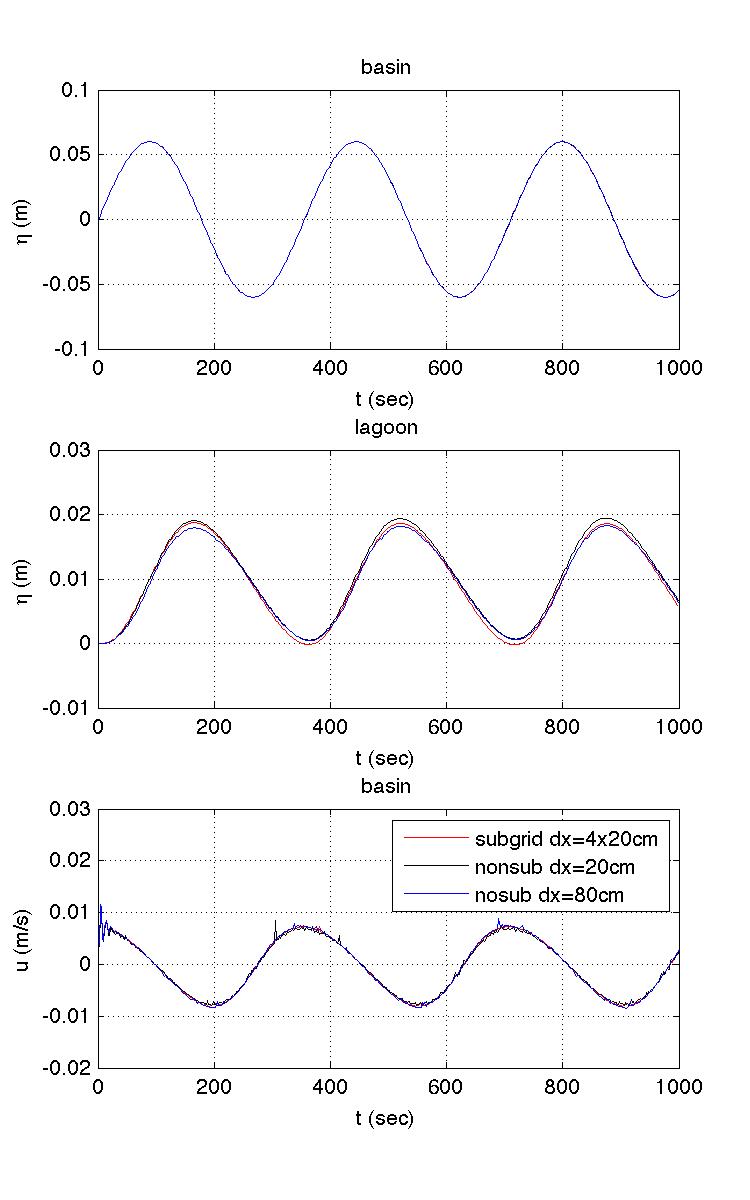 basin
0.1
0.05
0
-0.05
-0.1
η (m)
0 200 400 600 800 1000
t (sec)
lagoon
0.03
0.02
0.01
0
-0.01
η (m)
0 200 400 600 800 1000
t (sec)
basin
0.03
0.02
0.01
0
-0.01
-0.02
u (m/s)
subgrid dx=4x20cm
nonsub dx=20cm
nosub dx=80cm
0 200 400 600 800 1000
t (sec)